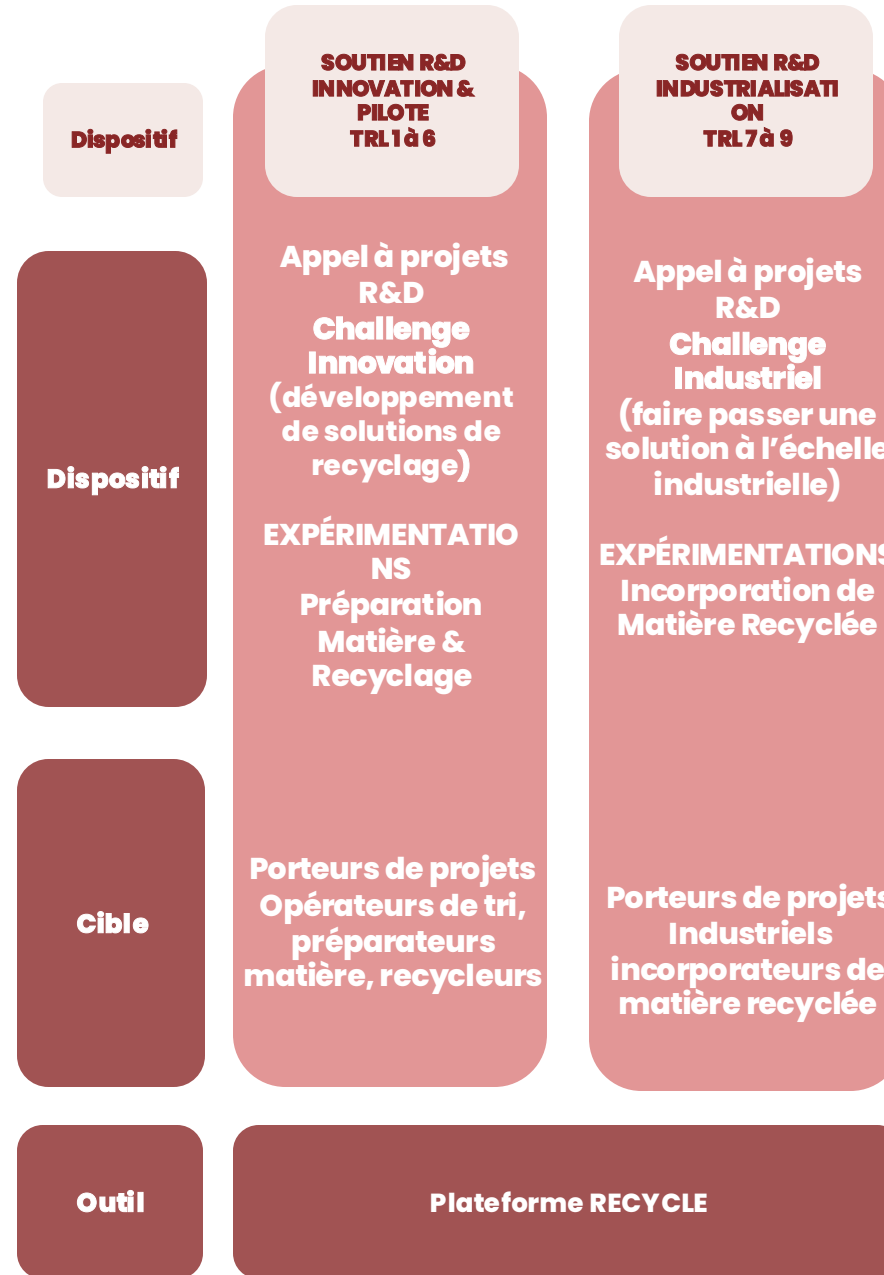 Dispositif
SOUTIEN R&D
INNOVATION &
PILOTE
TRL 1 à 6
SOUTIEN R&D
INDUSTRIALISATI
ON
TRL 7 à 9
Dispositif
Appel à projets
R&D
Challenge
Innovation
(développement
de solutions de
recyclage)
EXPÉRIMENTATIO
NS
Préparation
Matière &
Recyclage
Appel à projets
R&D
Challenge
Industriel
(faire passer une
solution à l’échelle
industrielle)
EXPÉRIMENTATIONS
Incorporation de
Matière Recyclée
Cible
Porteurs de projets
Opérateurs de tri,
préparateurs
matière, recycleurs
Porteurs de projets
Industriels
incorporateurs de
matière recyclée
Outil
Plateforme RECYCLE